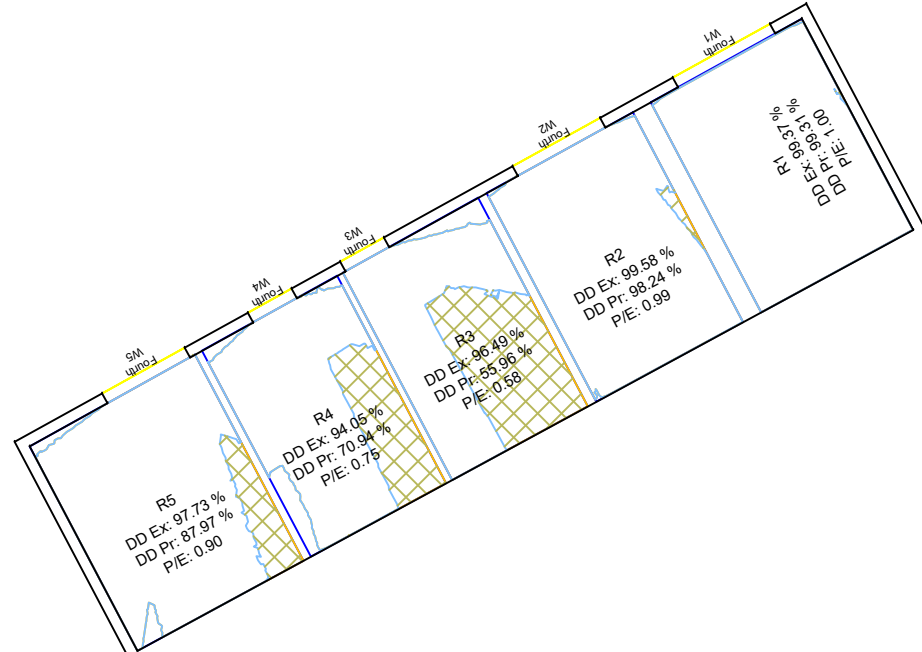 W1
Fourth
W2
Fourth
W3
Fourth
W4
Fourth
W5
Fourth
R1
DD Ex: 99.37 %
DD Pr: 99.31 %
P/E: 1.00
R2
DD Ex: 99.58 %
DD Pr: 98.24 %
P/E: 0.99
R3
DD Ex: 96.49 %
DD Pr: 55.96 %
P/E: 0.58
R4
DD Ex: 94.05 %
DD Pr: 70.94 %
P/E: 0.75
R5
DD Ex: 97.73 %
DD Pr: 87.97 %
P/E: 0.90